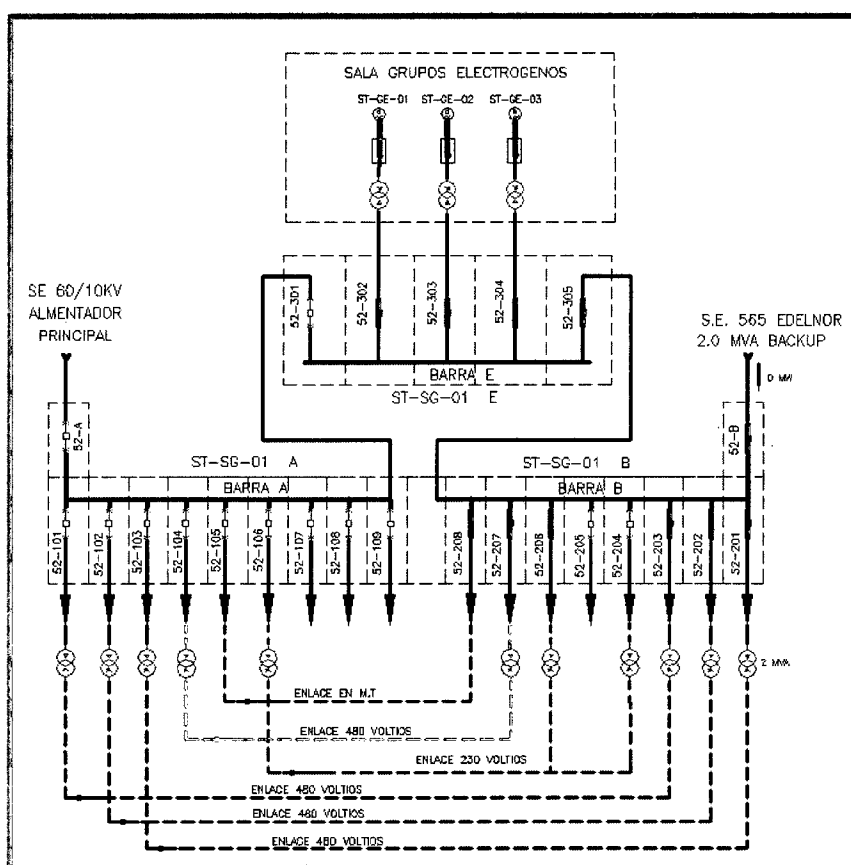 SALA GRUPOS ELECTROGENOS
ST-GE-01 ST-GE-02 ST-GE-03
52-301 52-302 52-303 52-304 52-305
BARRA E
ST-SG-01 E
SE 60/10KV
ALMENTADOR
PRINCIPAL
S.E. 565 EDELNOR
2.0 MVA BACKUP
0 MW
52-A
52-B
ST-SG-01 A
ST-SG-01 B
BARRA A
BARRA B
52-101 52-102 52-103 52-104 52-105 52-106 52-107 52-108 52-109 52-208 52-207 52-206 52-205 52-204 52-203 52-202 52-201
2 MVA
ENLACE EN M.T
ENLACE 480 VOLTIOS
ENLACE 230 VOLTIOS
ENLACE 480 VOLTIOS
ENLACE 480 VOLTIOS
ENLACE 480 VOLTIOS